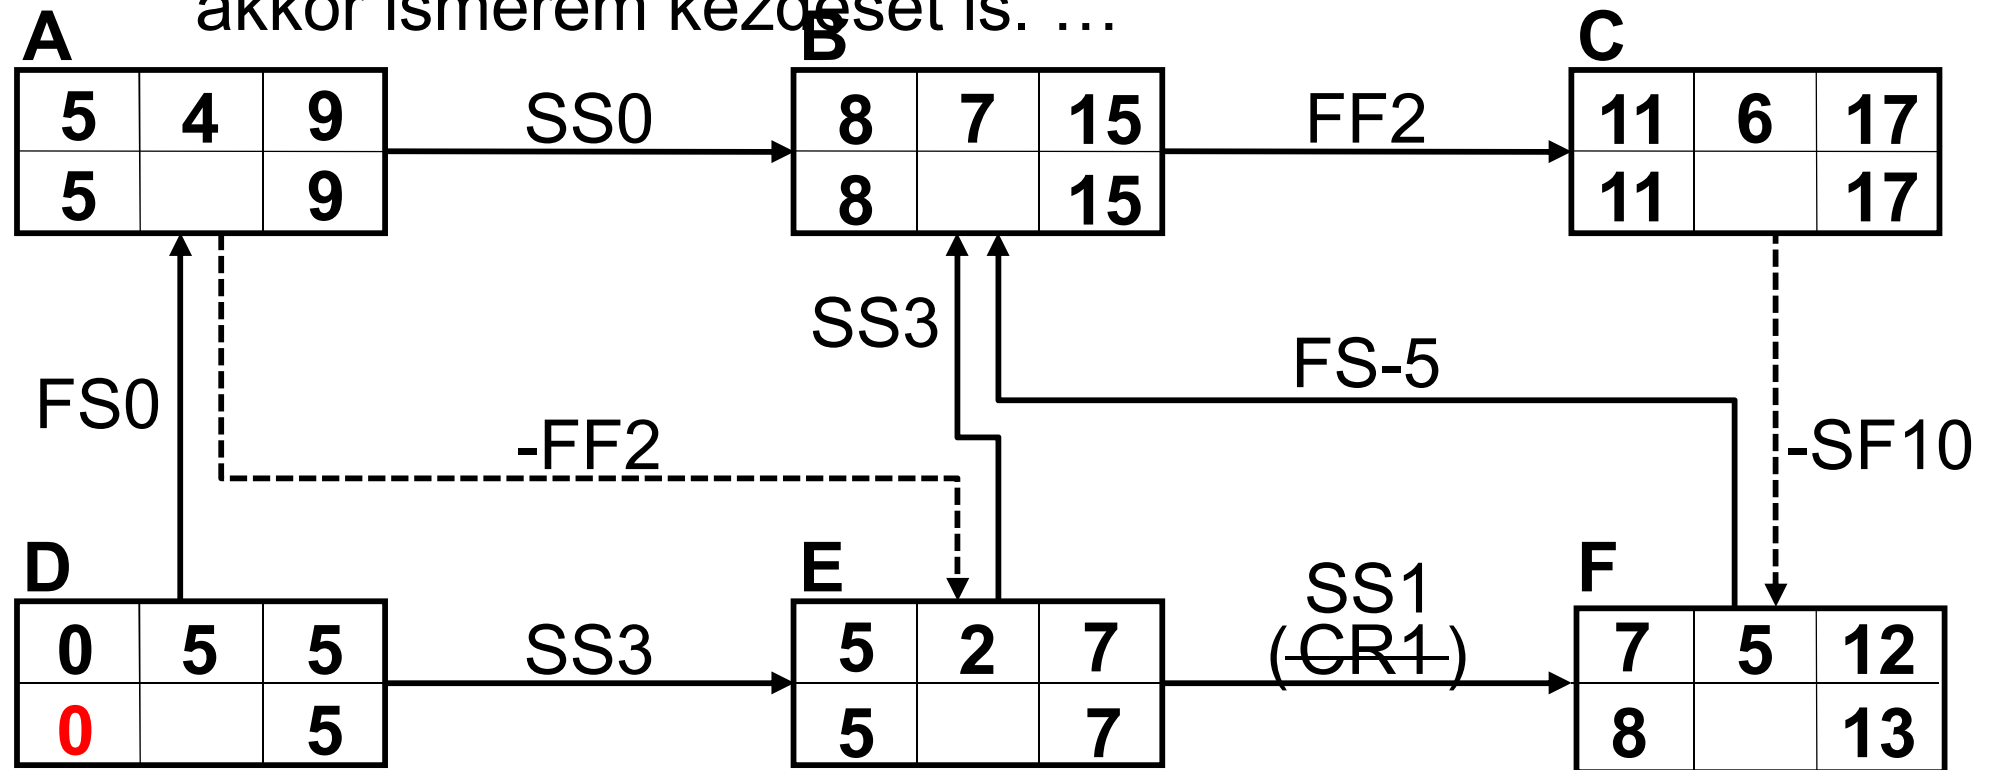 akkor ismerem kezdését is. …
A B C
5 4 9 SS0 8 7 15 FF2 11 6 17
5 9 8 15 11 17
SS3
FS-5
FS0
-FF2 -SF10
D E F
SS1
0 5 5 SS3 5 2 7 (CR1) 7 5 12
0 5 5 7 8 13